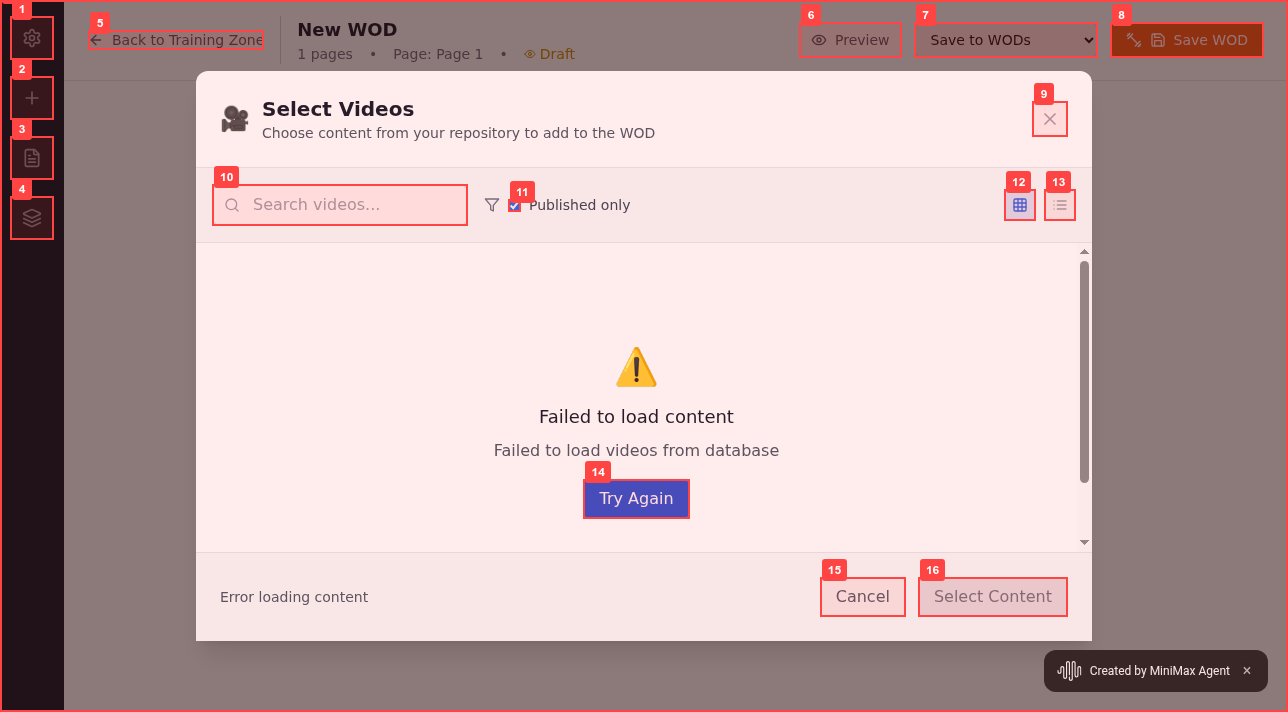 1
2
3
4
5
Back to Training Zone
New WOD
1 pages • Page: Page 1 • Draft
6
Preview
7
Save to WODs
8
Save WOD
Select Videos
Choose content from your repository to add to the WOD
9
10
Search videos...
11
Published only
12
13
Failed to load content
Failed to load videos from database
14
Try Again
Error loading content
15
Cancel
16
Select Content
Created by MiniMax Agent ×